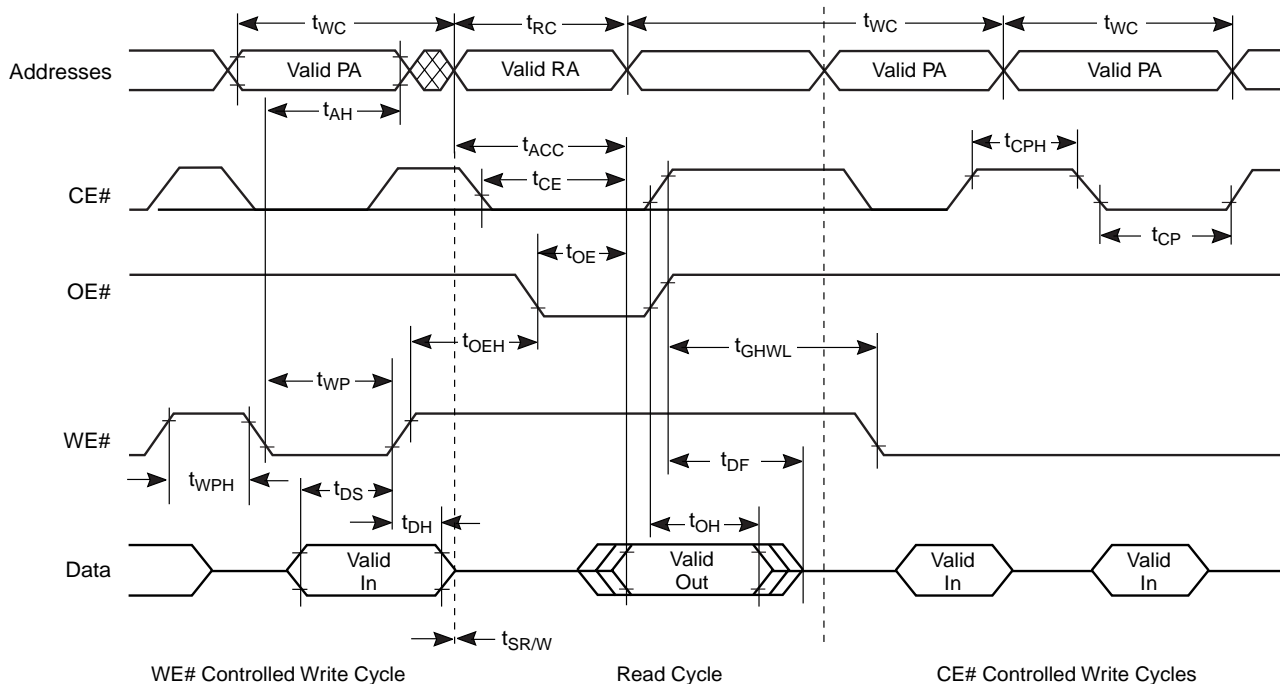 tWC tRC tWC tWC
Addresses Valid PA Valid RA Valid PA Valid PA
tAH
tACC tCPH
CE# tCE
tOE tCP
OE#
tOEH tGHWL
tWP
WE#
tWPH tDS tDF
tDH tOH
Data Valid In Valid Out Valid In Valid In
tSR/W
WE# Controlled Write Cycle Read Cycle CE# Controlled Write Cycles